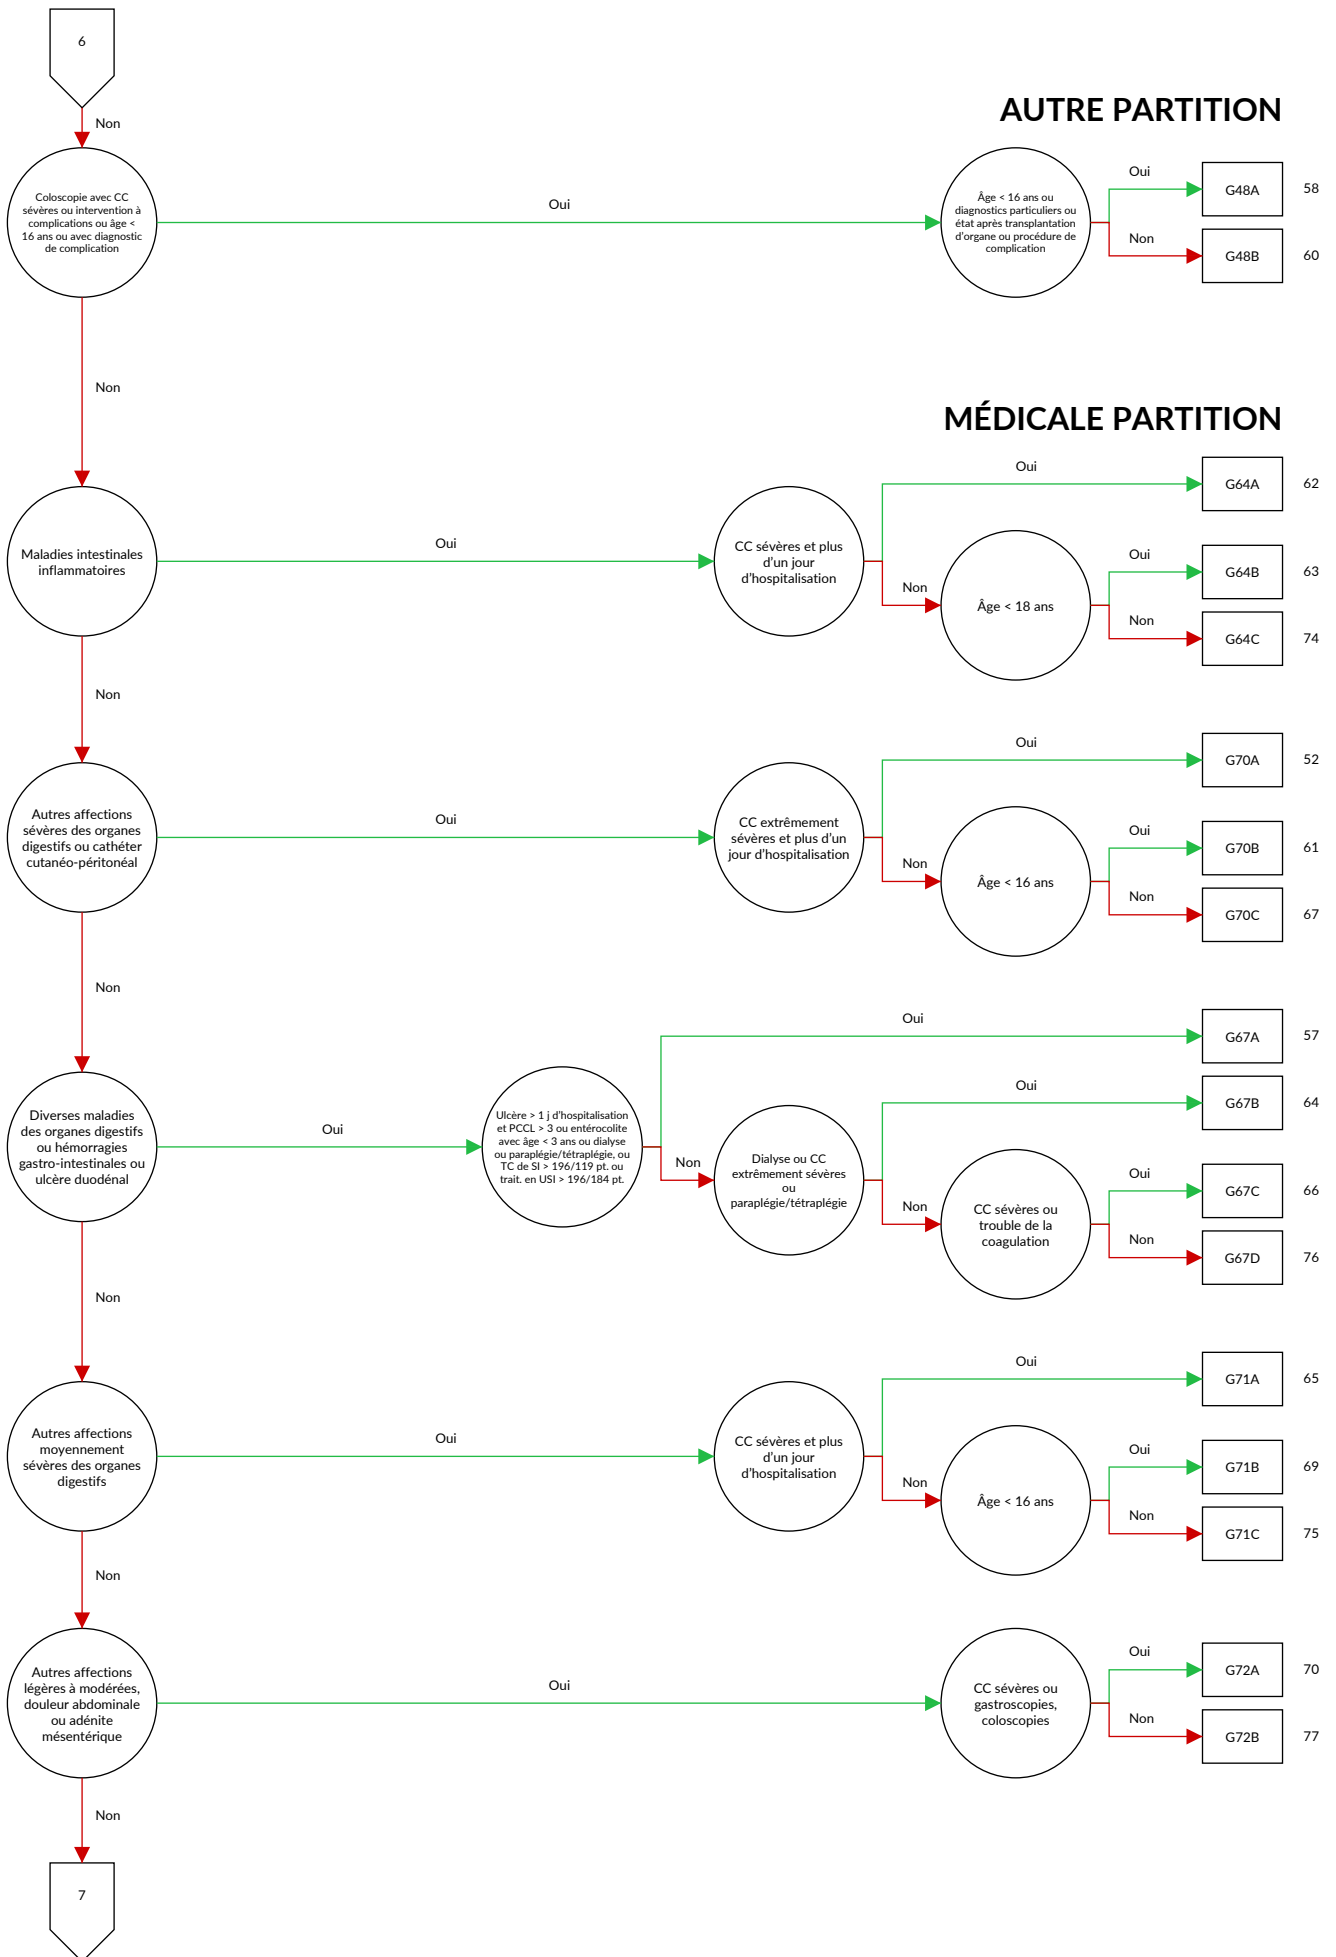 6
Non
AUTRE PARTITION
Coloscopie avec CC
sévères ou intervention à
complications ou âge <
16 ans ou avec diagnostic
de complication
Oui
Âge < 16 ans ou
diagnostics particuliers ou
état après transplantation
d'organe ou procédure de
complication
Oui
G48A
58
Non
G48B
60
Non
MÉDICALE PARTITION
Maladies intestinales
inflammatoires
Oui
CC sévères et plus
d'un jour
d'hospitalisation
Oui
G64A
62
Non
Âge < 18 ans
Oui
G64B
63
Non
G64C
74
Non
Autres affections
sévères des organes
digestifs ou cathéter
cutanéo-péritonéal
Oui
CC extrêmement
sévères et plus d'un
jour d'hospitalisation
Oui
G70A
52
Non
Âge < 16 ans
Oui
G70B
61
Non
G70C
67
Non
Diverses maladies
des organes digestifs
ou hémorragies
gastro-intestinales ou
ulcère duodénal
Oui
Ulcère > 1 j d'hospitalisation
et PCCL > 3 ou entérocolite
avec âge < 3 ans ou dialyse
ou paraplégie/tétraplégie, ou
TC de SI > 196/119 pt. ou
trait. en USI > 196/184 pt.
Oui
G67A
57
Non
Dialyse ou CC
extrêmement sévères
ou
paraplégie/tétraplégie
Oui
G67B
64
Non
CC sévères ou
trouble de la
coagulation
Oui
G67C
66
Non
G67D
76
Non
Autres affections
moyennement
sévères des organes
digestifs
Oui
CC sévères et plus
d'un jour
d'hospitalisation
Oui
G71A
65
Non
Âge < 16 ans
Oui
G71B
69
Non
G71C
75
Non
Autres affections
légères à modérées,
douleur abdominale
ou adénite
mésentérique
Oui
CC sévères ou
gastroscopies,
coloscopies
Oui
G72A
70
Non
G72B
77
Non
7